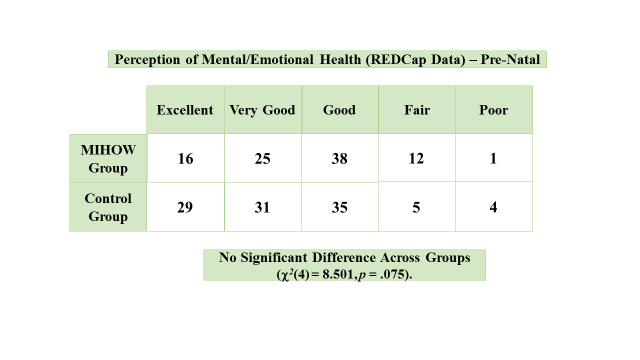 Perception of Mental/Emotional Health (REDCap Data) – Pre-Natal
Excellent Very Good Good Fair Poor
MIHOW Group 16 25 38 12 1
Control Group 29 31 35 5 4
No Significant Difference Across Groups
(χ²(4) = 8.501, p = .075).